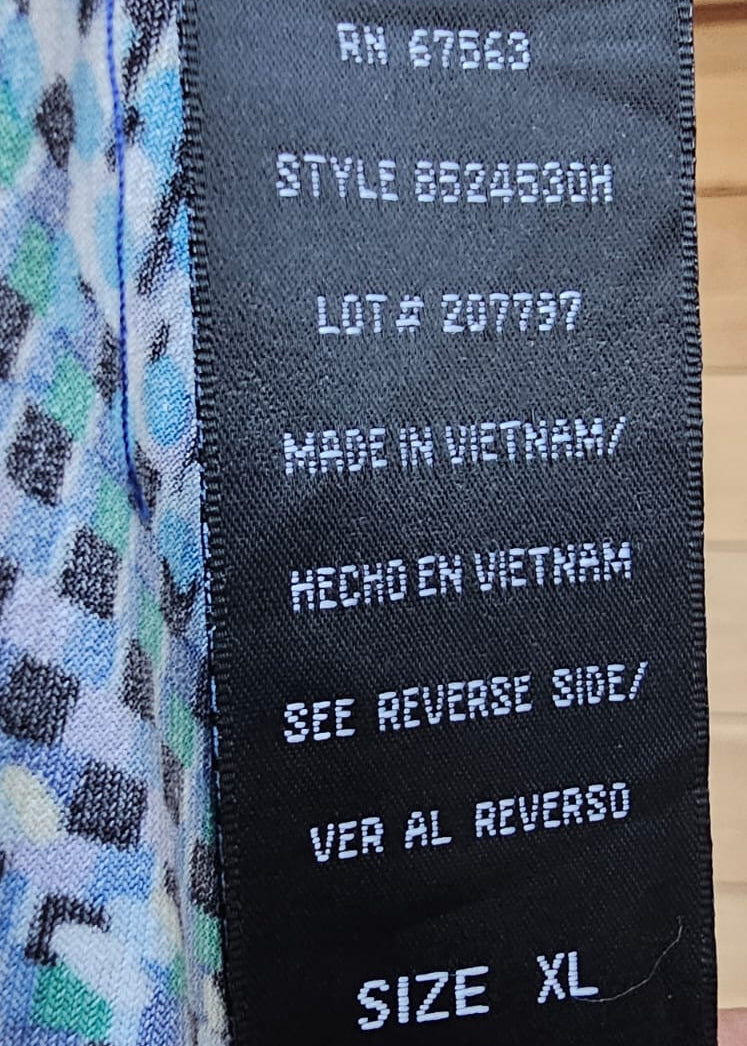 RN 67563
STYLE 8524530H
LOT# 207797
MADE IN VIETNAM/
HECHO EN VIETNAM
SEE REVERSE SIDE/
VER AL REVERSO
SIZE XL